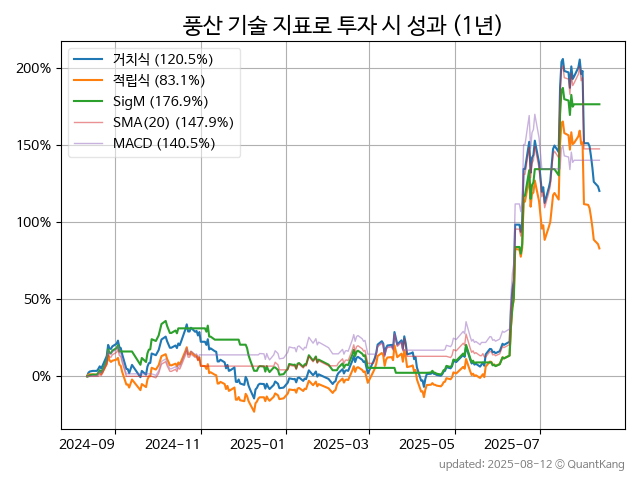 풍산 기술 지표로 투자 시 성과 (1년)
거치식 (120.5%)
적립식 (83.1%)
SigM (176.9%)
SMA(20) (147.9%)
MACD (140.5%)
200%
150%
100%
50%
0%
2024-09 2024-11 2025-01 2025-03 2025-05 2025-07
updated: 2025-08-12 © QuantKang